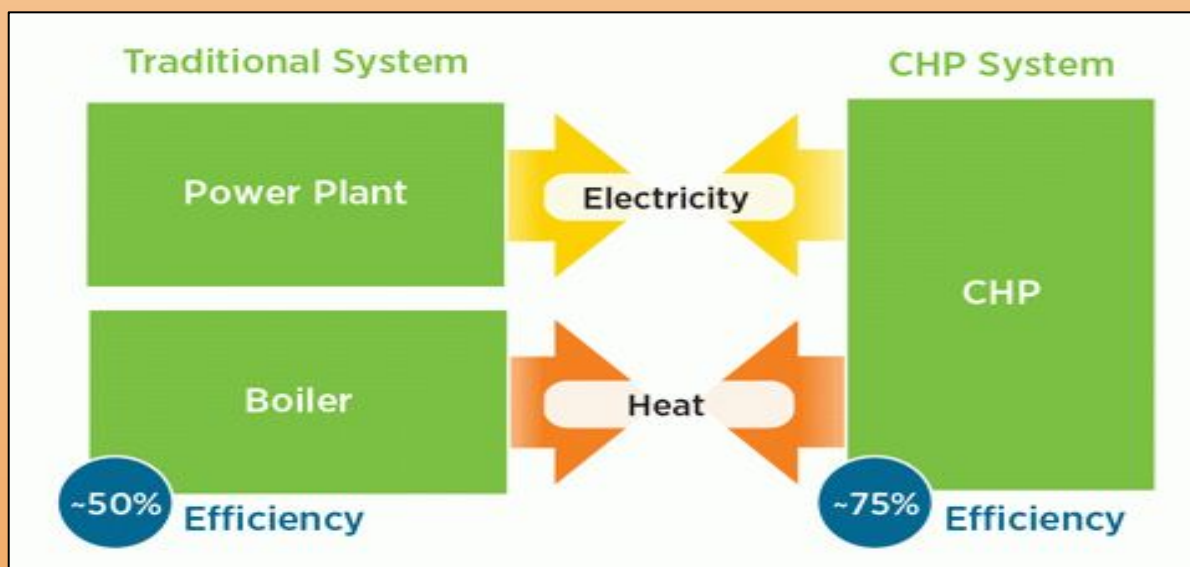 Traditional System
CHP System
Power Plant
Electricity
CHP
Boiler
Heat
~50% Efficiency
~75% Efficiency